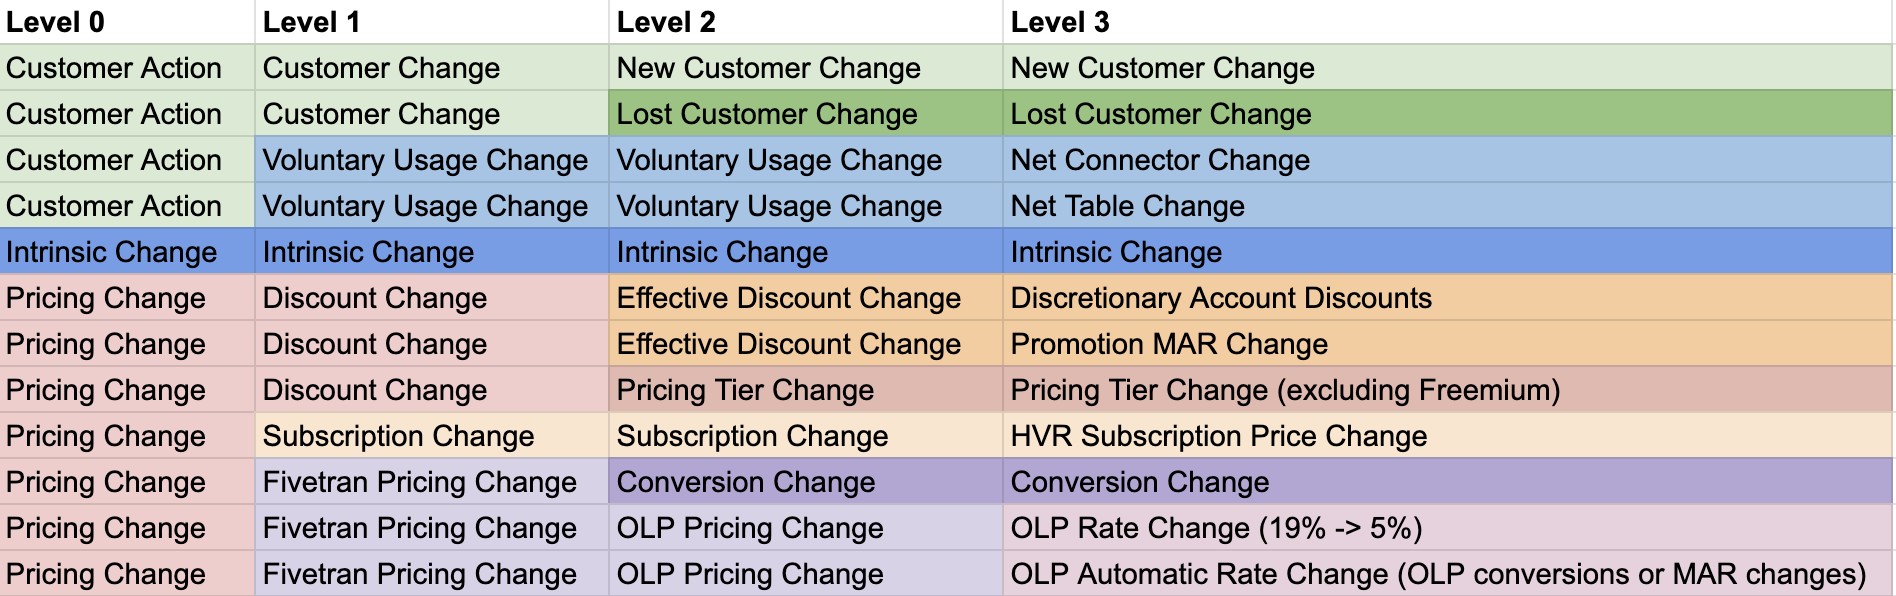 Level 0 Level 1 Level 2 Level 3
Customer Action Customer Change New Customer Change New Customer Change
Customer Action Customer Change Lost Customer Change Lost Customer Change
Customer Action Voluntary Usage Change Voluntary Usage Change Net Connector Change
Customer Action Voluntary Usage Change Voluntary Usage Change Net Table Change
Intrinsic Change Intrinsic Change Intrinsic Change Intrinsic Change
Pricing Change Discount Change Effective Discount Change Discretionary Account Discounts
Pricing Change Discount Change Effective Discount Change Promotion MAR Change
Pricing Change Discount Change Pricing Tier Change Pricing Tier Change (excluding Freemium)
Pricing Change Subscription Change Subscription Change HVR Subscription Price Change
Pricing Change Fivetran Pricing Change Conversion Change Conversion Change
Pricing Change Fivetran Pricing Change OLP Pricing Change OLP Rate Change (19% -> 5%)
Pricing Change Fivetran Pricing Change OLP Pricing Change OLP Automatic Rate Change (OLP conversions or MAR changes)